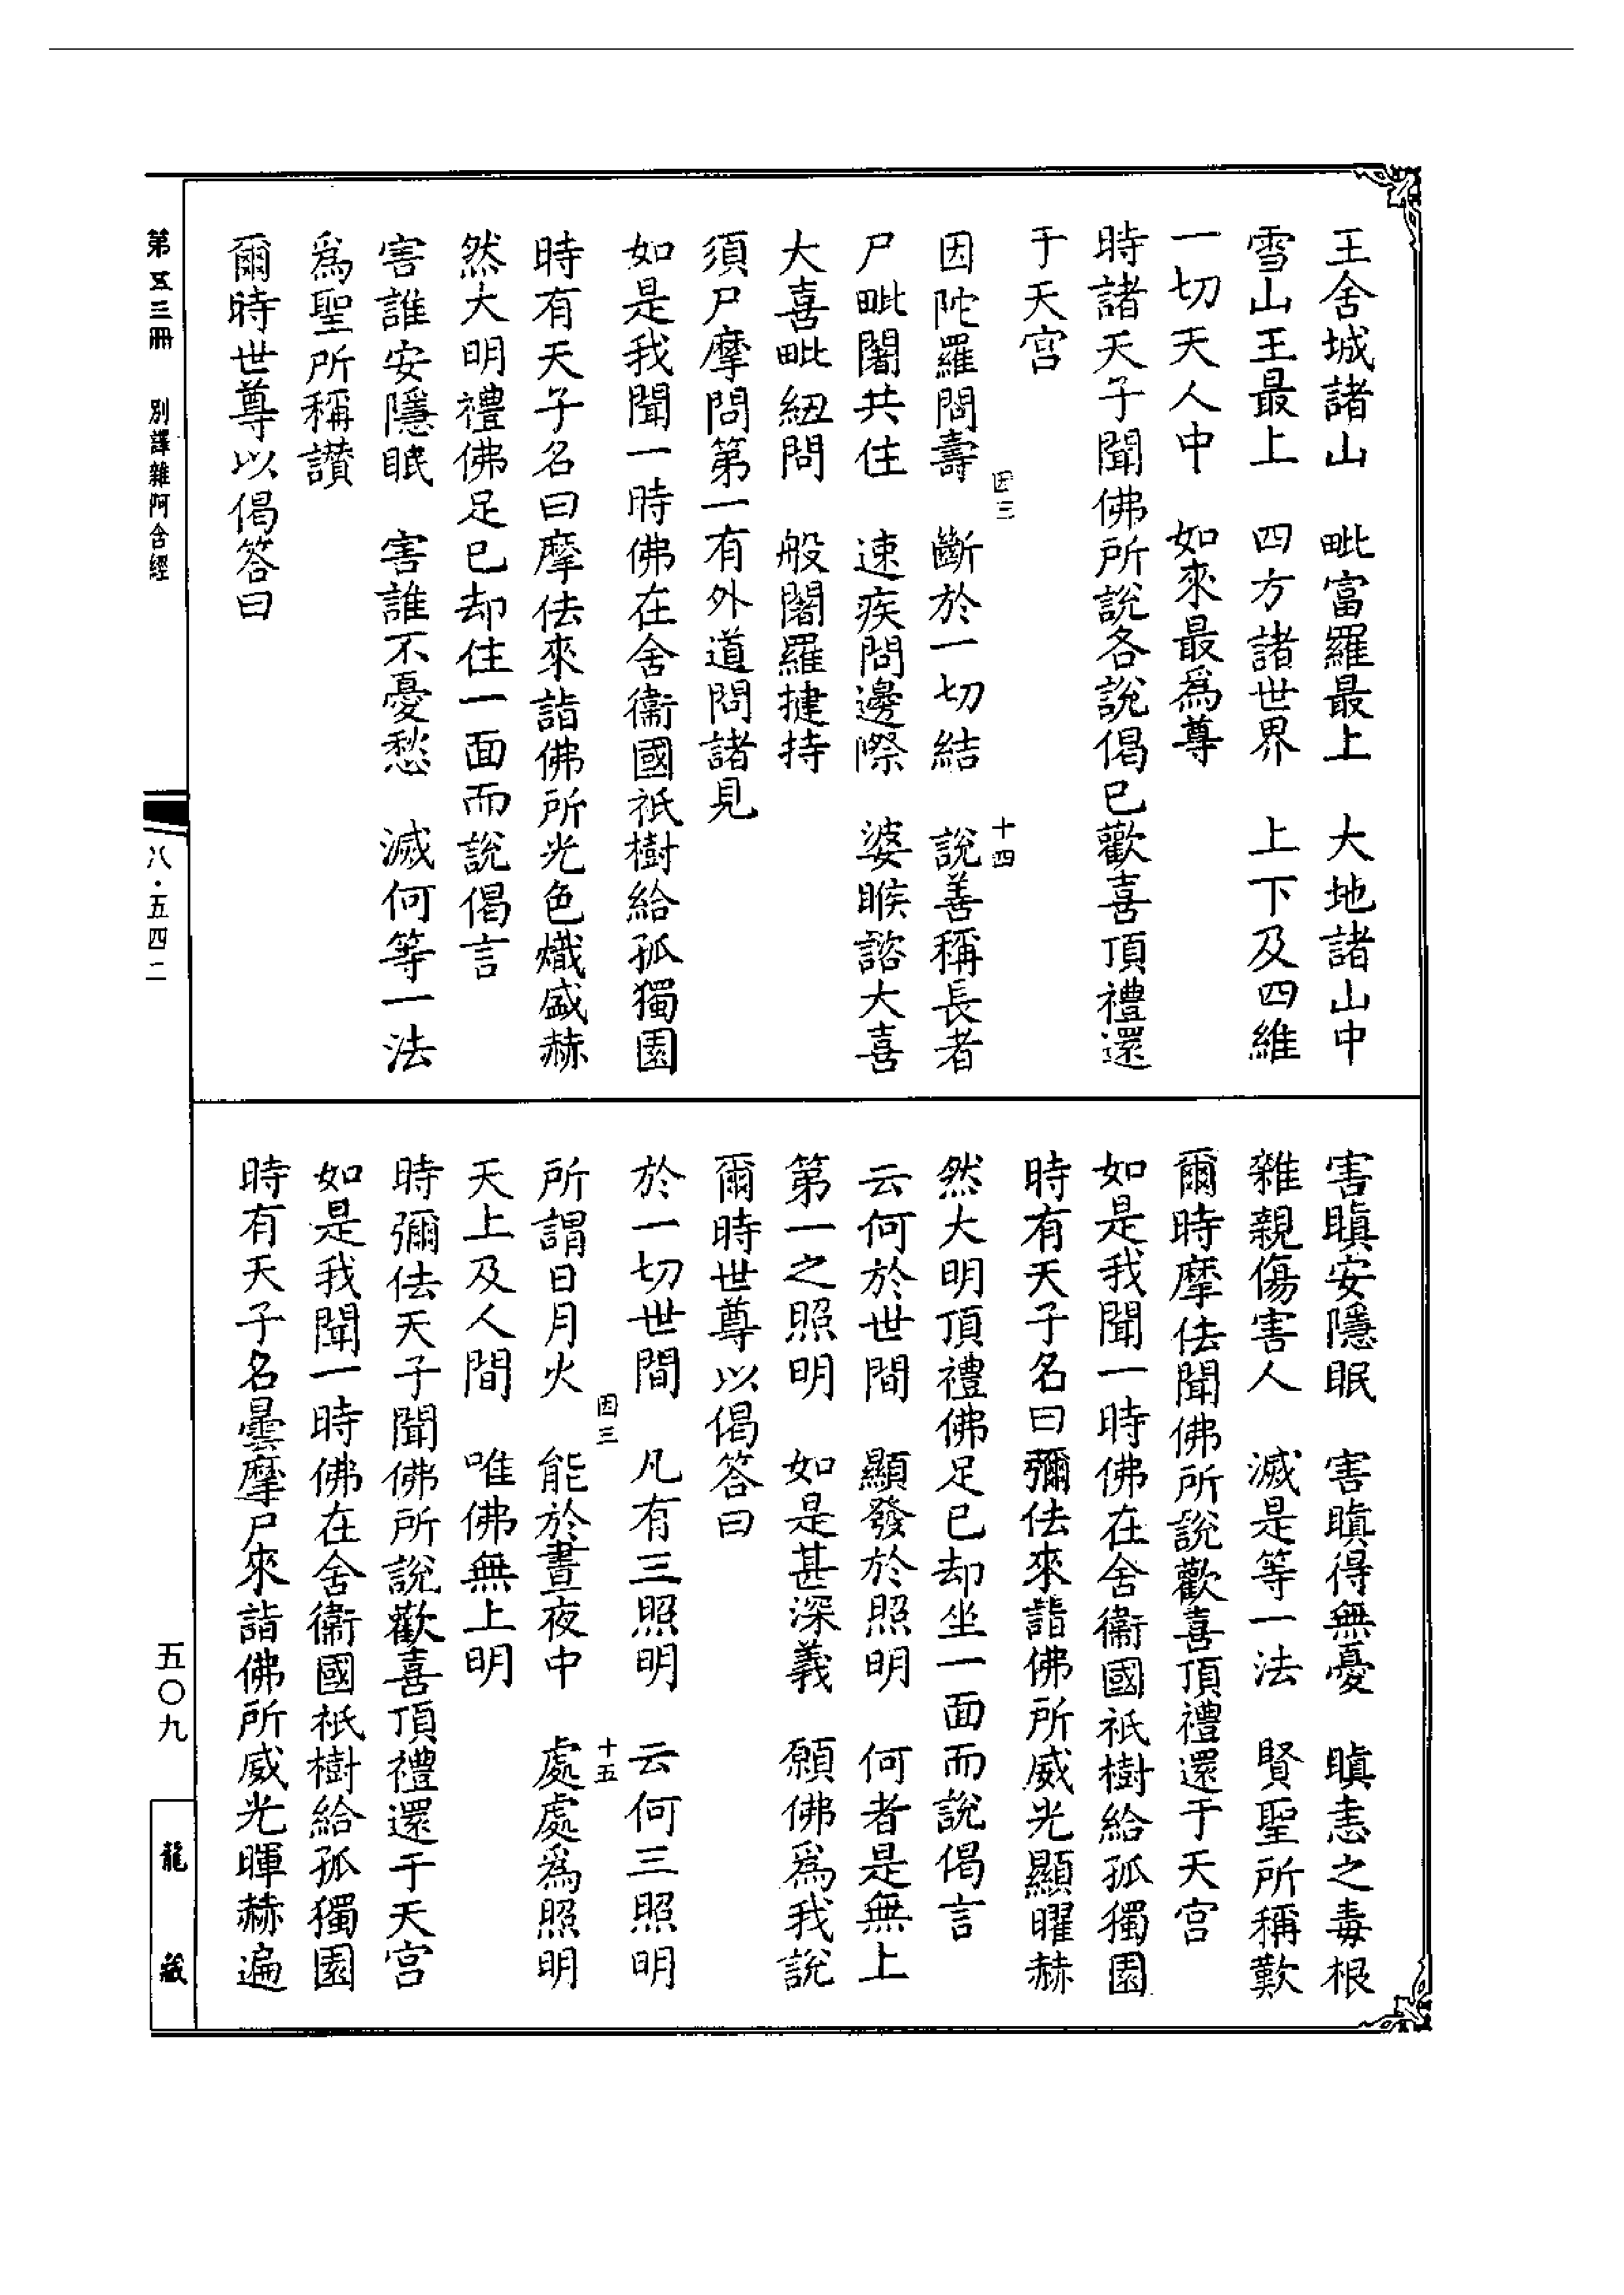 王舍城諸山　毗富羅最上　大地諸山中
雪山王最上　四方諸世界　上下及四維
一切天人中　如來最爲尊
時諸天子聞佛所說各說偈已歡喜頂禮還
于天宮
因三　十四
因陀羅問壽　斷於一切結　說善稱長者
尸毗闍共住　速疾問邊際　婆睺諮大喜
大喜毗紐問　般闍羅揵持
須尸摩問第一有外道問諸見
如是我聞一時佛在舍衞國祇樹給孤獨園
時有天子名曰摩佉來詣佛所光色熾盛赫
然大明禮佛足已却住一面而說偈言
害誰安隱眠　害誰不憂愁　滅何等一法
爲聖所稱讃
爾時世尊以偈答曰
害瞋安隱眠　害瞋得無憂　瞋恚之毒根
雜親傷害人　滅是等一法　賢聖所稱歎
爾時摩佉聞佛所說歡喜頂禮還于天宮
如是我聞一時佛在舍衞國祇樹給孤獨園
時有天子名曰彌佉來詣佛所威光顯曜赫
然大明頂禮佛足已却坐一面而說偈言
云何於世間　顯發於照明　何者是無上
第一之照明　如是甚深義　願佛爲我說
爾時世尊以偈答曰
於一切世間　凡有三照明　云何三照明
因三　十五
所謂日月火　能於晝夜中　處處爲照明
天上及人間　唯佛無上明
時彌佉天子聞佛所說歡喜頂禮還于天宮
如是我聞一時佛在舍衞國祇樹給孤獨園
時有天子名曇摩尸來詣佛所威光暉赫遍
第五三冊　別譯雜阿含經
八·五四二
五〇九
龍藏